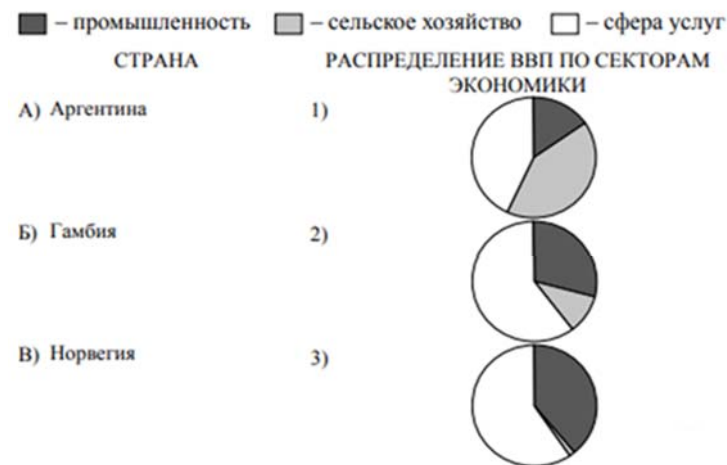 – промышленность – сельское хозяйство – сфера услуг
СТРАНА РАСПРЕДЕЛЕНИЕ ВВП ПО СЕКТОРАМ
ЭКОНОМИКИ
А) Аргентина 1)
Б) Гамбия 2)
В) Норвегия 3)